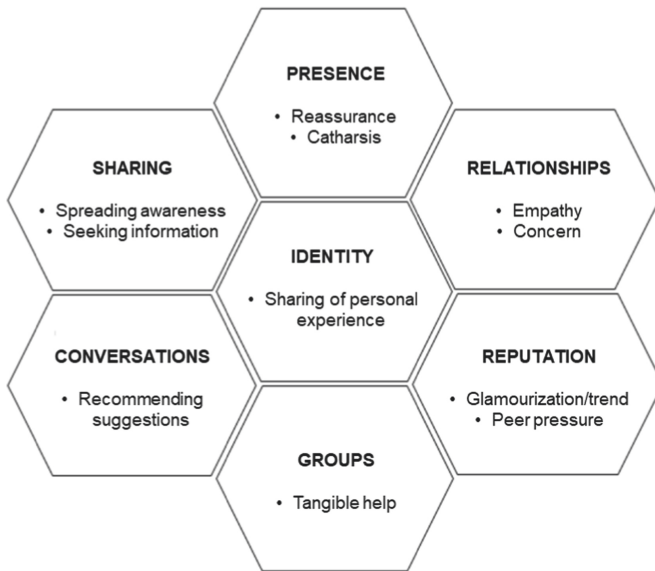 PRESENCE
• Reassurance
• Catharsis
SHARING
• Spreading awareness
• Seeking information
RELATIONSHIPS
• Empathy
• Concern
IDENTITY
• Sharing of personal
experience
CONVERSATIONS
• Recommending
suggestions
REPUTATION
• Glamourization/trend
• Peer pressure
GROUPS
• Tangible help